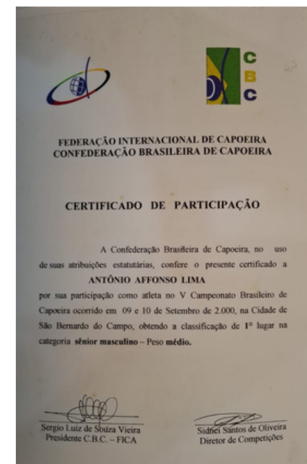 C
B
C
FEDERAÇÃO INTERNACIONAL DE CAPOEIRA
CONFEDERAÇÃO BRASILEIRA DE CAPOEIRA
CERTIFICADO DE PARTICIPAÇÃO
A Confederação Brasileira de Capoeira, no uso
de suas atribuições estatutárias, confere o presente certificado a
ANTÔNIO AFFONSO LIMA
por sua participação como atleta no V Campeonato Brasileiro de
Capoeira ocorrido em 09 e 10 de Setembro de 2.000, na Cidade de
São Bernardo do Campo, obtendo a classificação de 1º lugar na
categoria sênior masculino – Peso médio.
Sergio Luiz de Souza Vieira
Presidente C.B.C. – FICA
Sidnei Santos de Oliveira
Diretor de Competições